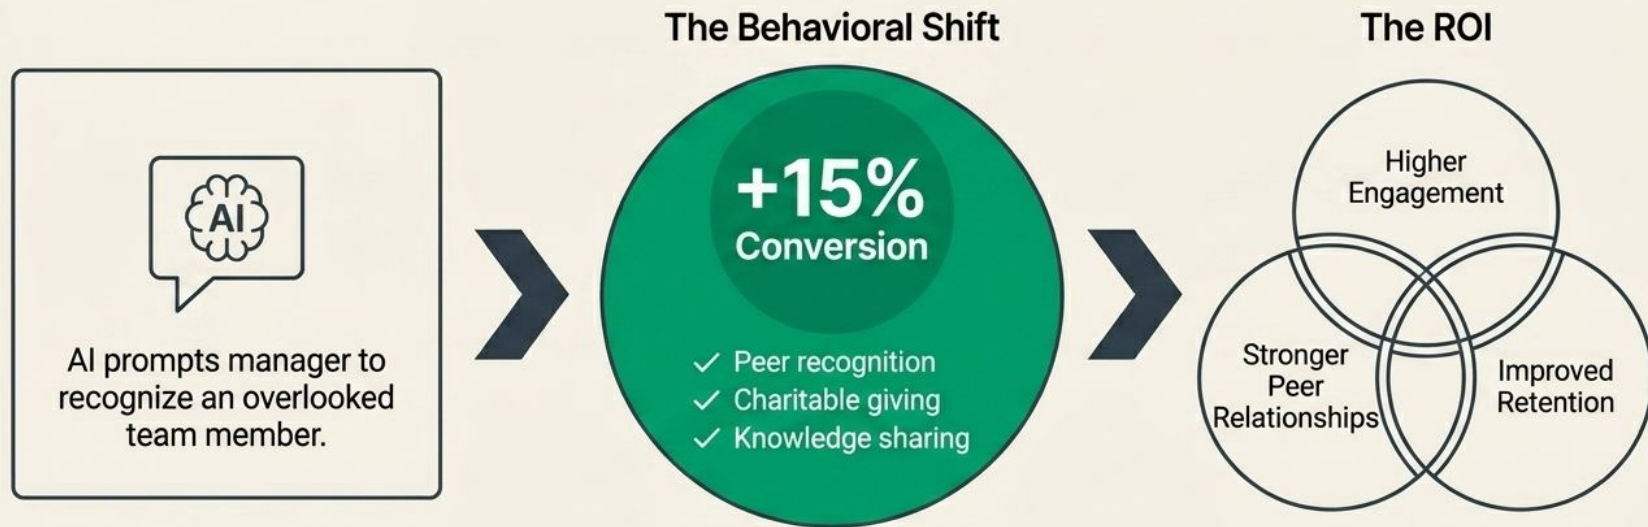 The Behavioral Shift
The ROI
AI
AI prompts manager to
recognize an overlooked
team member.
+15%
Conversion
Peer recognition
Charitable giving
Knowledge sharing
Higher
Engagement
Stronger
Peer
Relationships
Improved
Retention